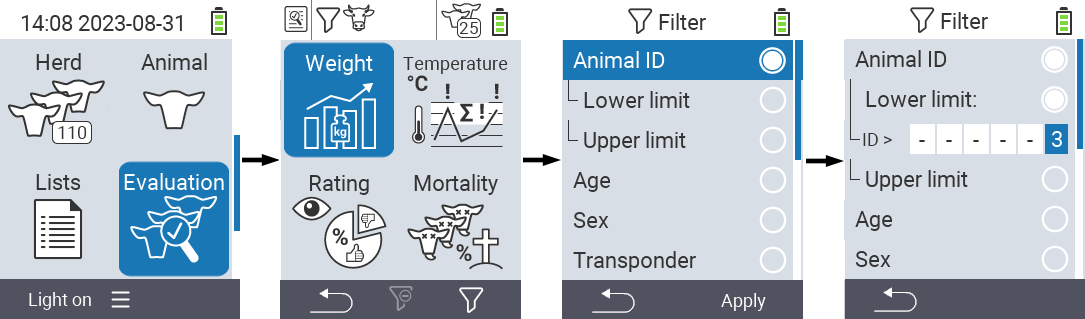 14:08 2023-08-31
Herd Animal
110
Lists Evaluation
Light on
25
Weight Temperature
°C ! Σ ! !
kg
Rating Mortality
% %
Filter
Animal ID
Lower limit
Upper limit
Age
Sex
Transponder
Apply
Filter
Animal ID
Lower limit:
ID > - - - - - 3
Upper limit
Age
Sex